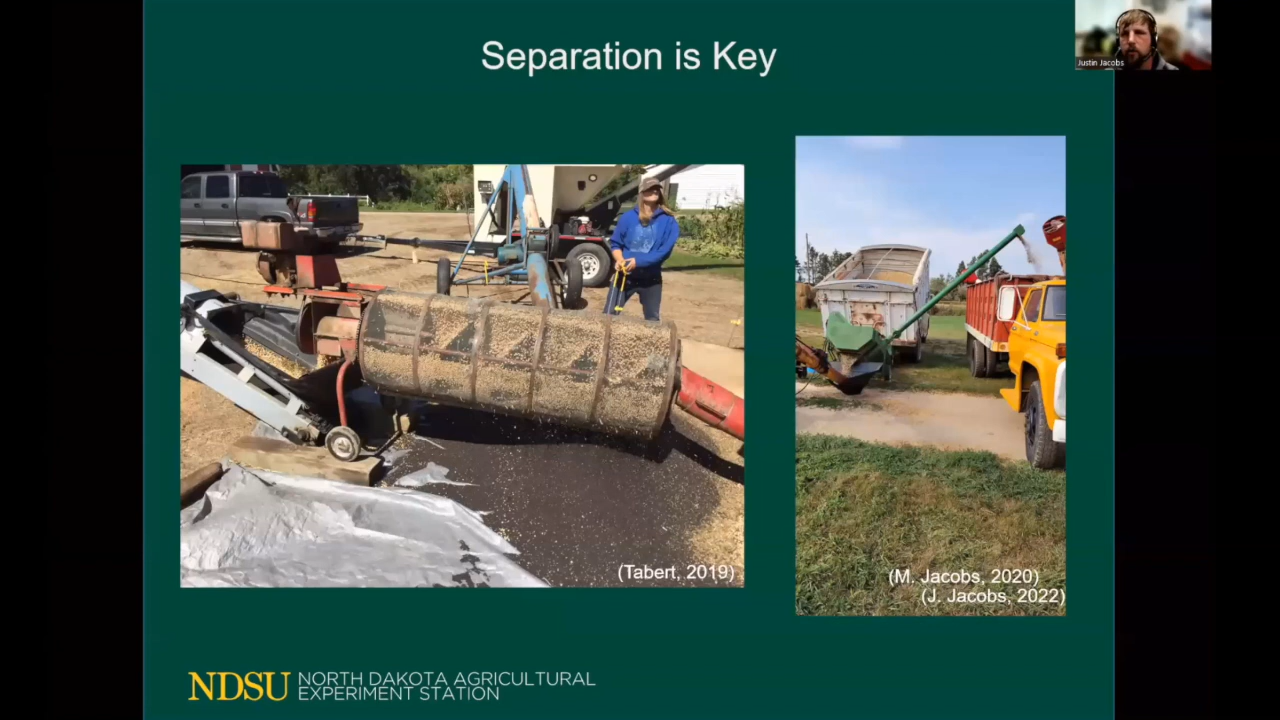 Separation is Key
Justin Jacobs
(Tabert, 2019)
(M. Jacobs, 2020)
(J. Jacobs, 2022)
NDSU NORTH DAKOTA AGRICULTURAL
EXPERIMENT STATION